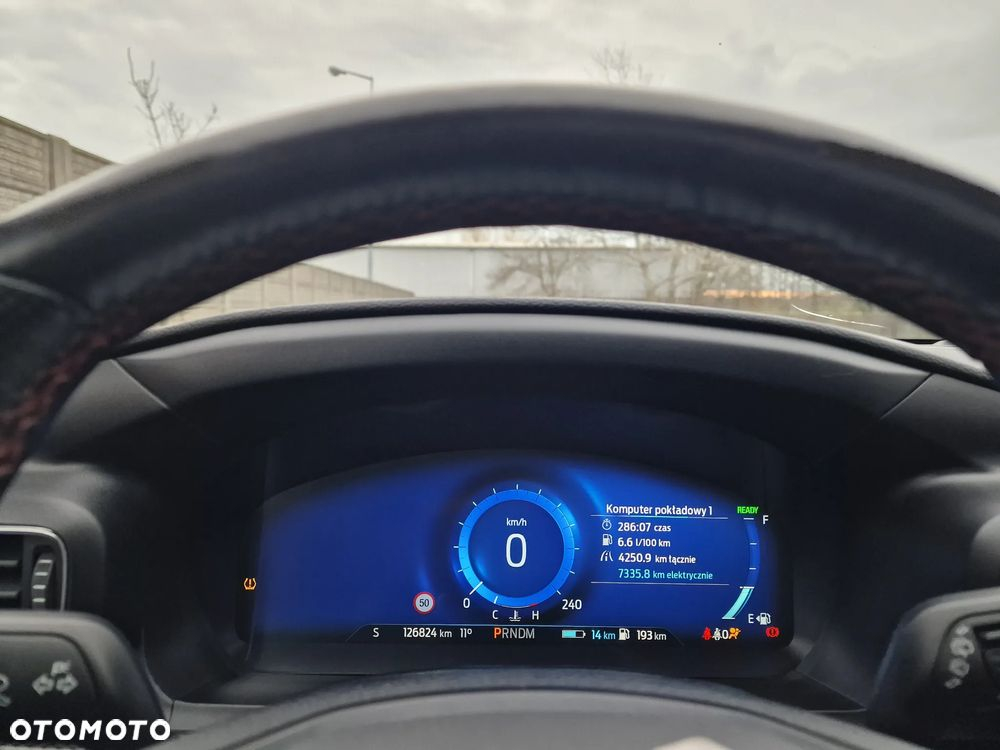 Komputer pokładowy 1
READY
286:07 czas
F
6.6 l/100 km
4250.9 km łącznie
7335,8 km elektrycznie
km/h
0
50
0
240
C H
E
S 126824 km 11° PRNDM 14 km 193 km
OTOMOTO